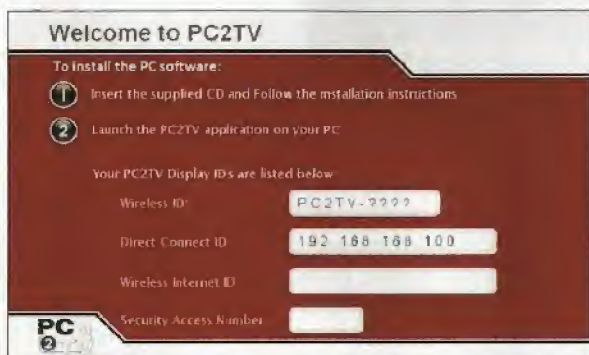 Welcome to PC2TV
To install the PC software:
1 Insert the supplied CD and Follow the installation instructions
2 Launch the PC2TV application on your PC
Your PC2TV Display IDs are listed below
Wireless ID: PC2TV-????
Direct Connect ID 192 168 168 100
Wireless Internet ID
Security Access Number
PC
2